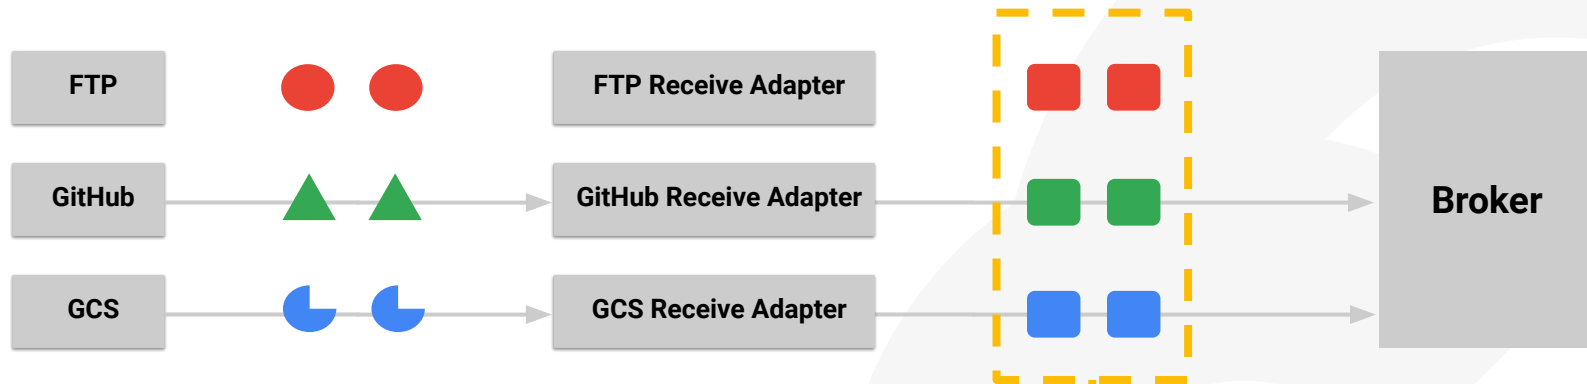 FTP
FTP Receive Adapter
GitHub
GitHub Receive Adapter
Broker
GCS
GCS Receive Adapter